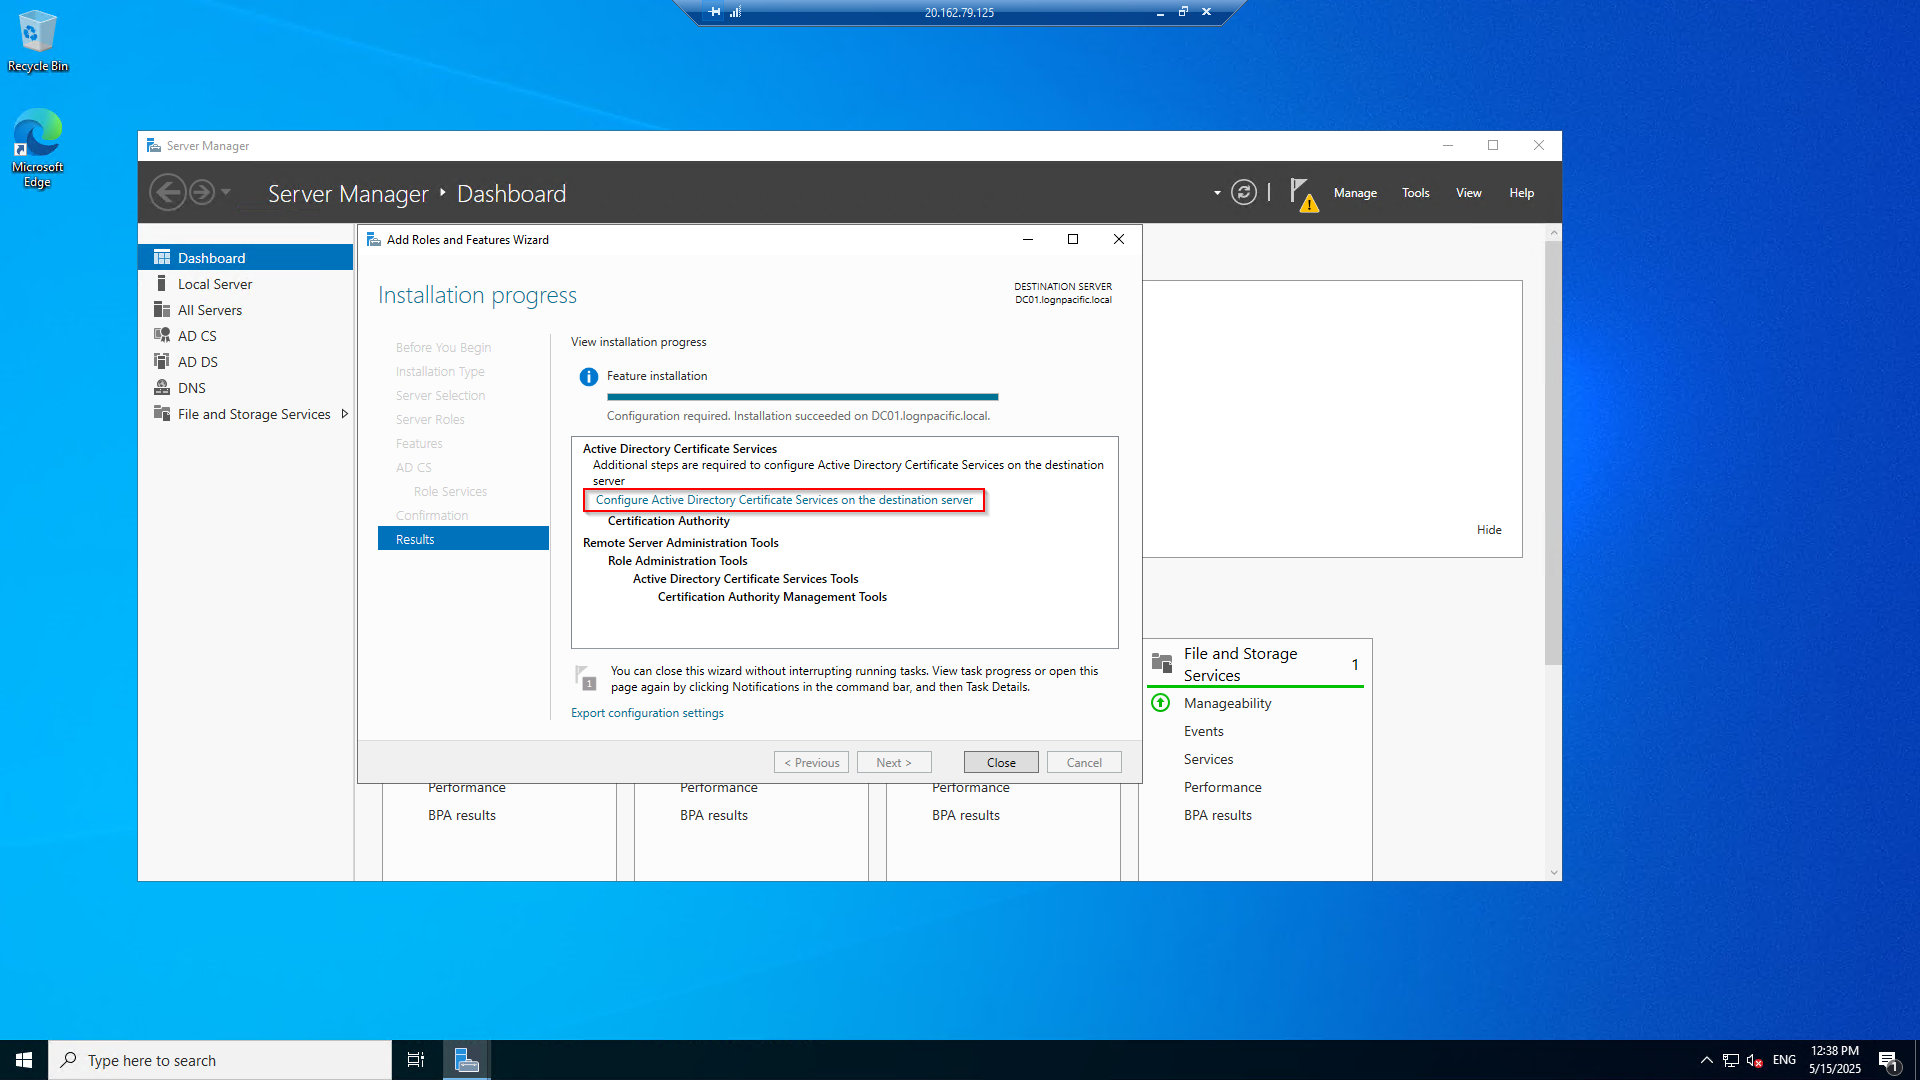 20.162.79.125
Recycle Bin
Microsoft
Edge
Server Manager
Server Manager
Dashboard
Manage
Tools
View
Help
Dashboard
Local Server
All Servers
AD CS
AD DS
DNS
File and Storage Services
Add Roles and Features Wizard
Installation progress
DESTINATION SERVER
DC01.lognpacific.local
Before You Begin
Installation Type
Server Selection
Server Roles
Features
AD CS
Role Services
Confirmation
Results
View installation progress
Feature installation
Configuration required. Installation succeeded on DC01.lognpacific.local.
Active Directory Certificate Services
Additional steps are required to configure Active Directory Certificate Services on the destination
server
Configure Active Directory Certificate Services on the destination server
Certification Authority
Remote Server Administration Tools
Role Administration Tools
Active Directory Certificate Services Tools
Certification Authority Management Tools
1
You can close this wizard without interrupting running tasks. View task progress or open this
page again by clicking Notifications in the command bar, and then Task Details.
Export configuration settings
< Previous
Next >
Close
Cancel
Hide
File and Storage
Services
1
Manageability
Events
Services
Performance
BPA results
Performance
BPA results
Performance
BPA results
Performance
BPA results
Type here to search
ENG
12:38 PM
5/15/2025
1